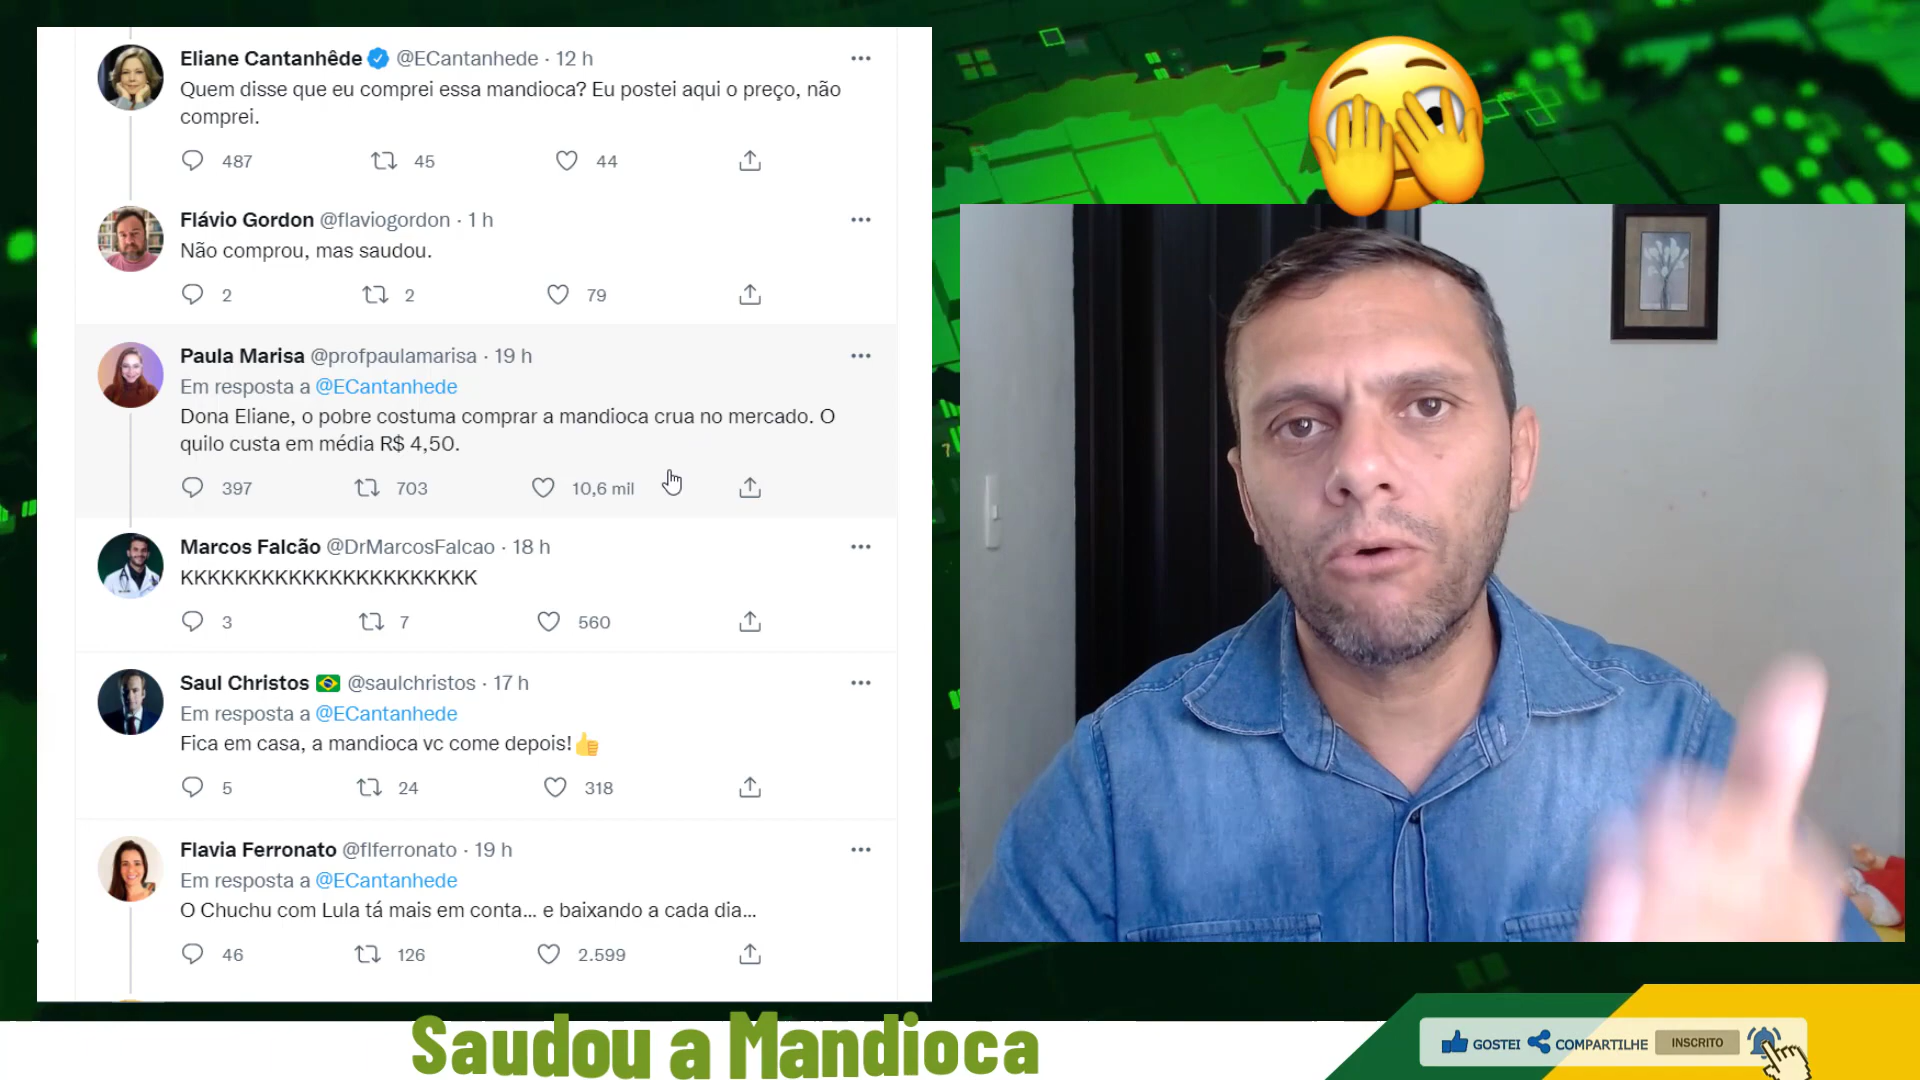 Eliane Cantanhêde @ECantanhede · 12 h
Quem disse que eu comprei essa mandioca? Eu postei aqui o preço, não
comprei.
487 45 44
Flávio Gordon @flaviogordon · 1 h
Não comprou, mas saudou.
2 2 79
Paula Marisa @profpaulamarisa · 19 h
Em resposta a @ECantanhede
Dona Eliane, o pobre costuma comprar a mandioca crua no mercado. O
quilo custa em média R$ 4,50.
397 703 10,6 mil
Marcos Falcão @DrMarcosFalcao · 18 h
KKKKKKKKKKKKKKKKKKKKKK
3 7 560
Saul Christos @saulchristos · 17 h
Em resposta a @ECantanhede
Fica em casa, a mandioca vc come depois!
5 24 318
Flavia Ferronato @flferronato · 19 h
Em resposta a @ECantanhede
O Chuchu com Lula tá mais em conta... e baixando a cada dia...
46 126 2.599
Saudou a Mandioca
GOSTEI COMPARTILHE INSCRITO